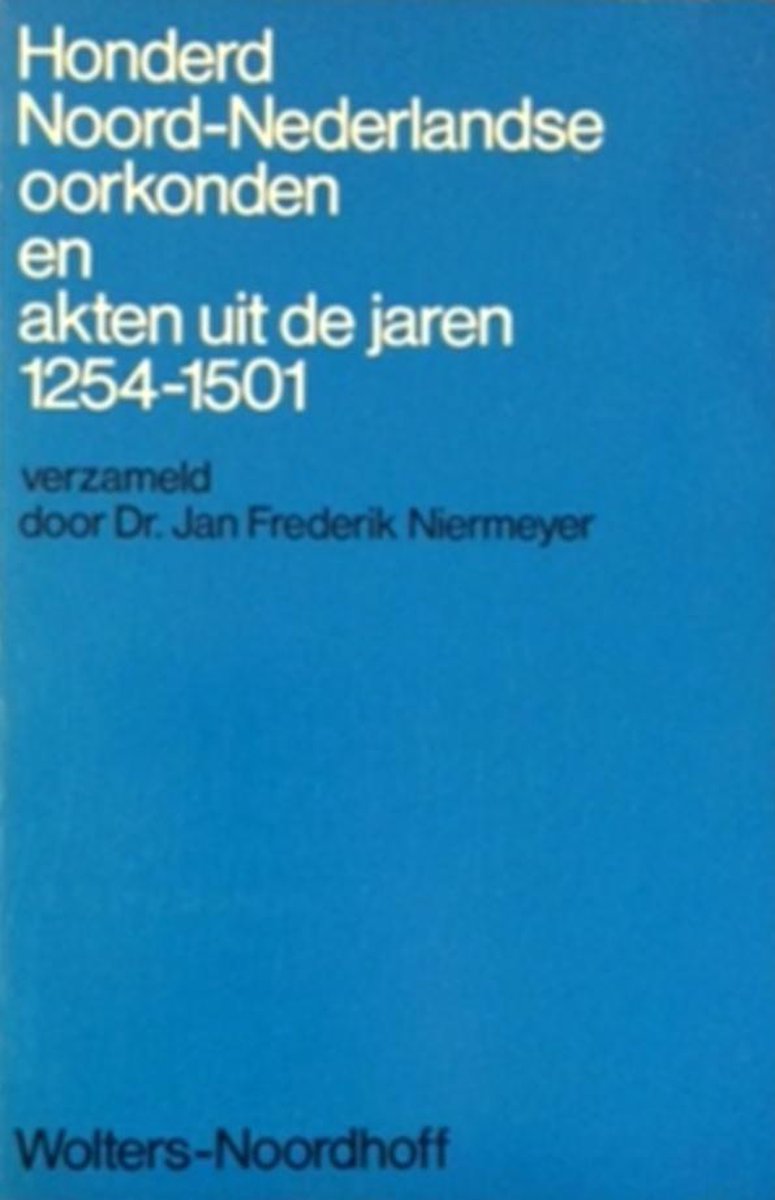 Honderd
Noord-Nederlandse
oorkonden
en
akten uit de jaren
1254-1501
verzameld
door Dr. Jan Frederik Niermeyer
Wolters-Noordhoff